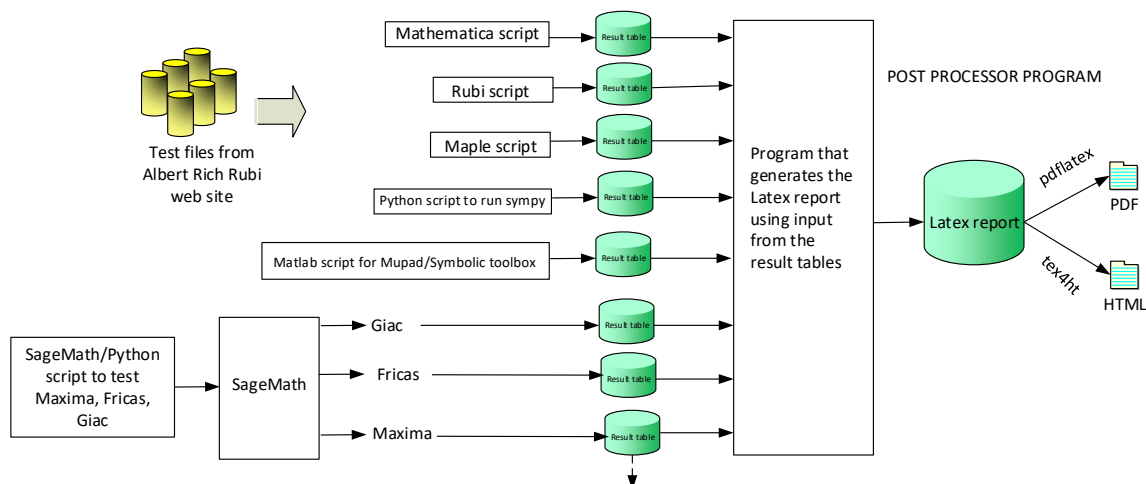 Mathematica script
Result table
Rubi script
Result table
Maple script
Result table
Python script to run sympy
Result table
Matlab script for Mupad/Symbolic toolbox
Result table
Test files from
Albert Rich Rubi
web site
SageMath/Python
script to test
Maxima, Fricas,
Giac
SageMath
Giac
Result table
Fricas
Result table
Maxima
Result table
Program that
generates the
Latex report
using input
from the
result tables
POST PROCESSOR PROGRAM
Latex report
pdflatex
PDF
tex4ht
HTML